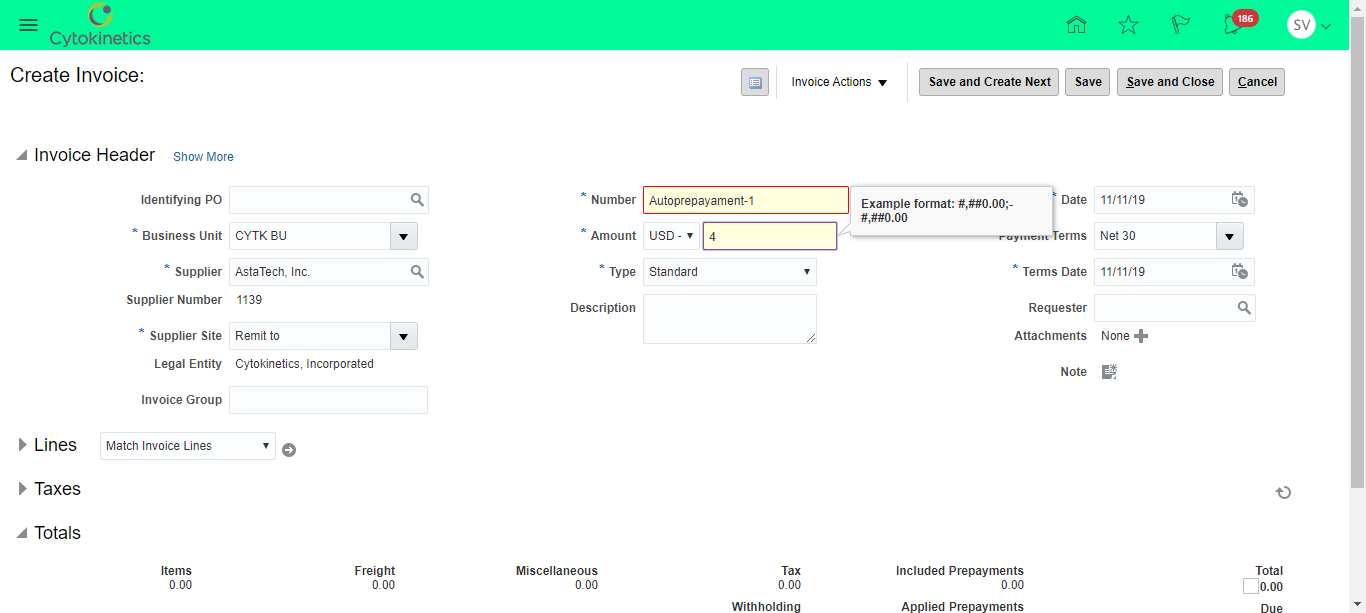 Cytokinetics
186
SV
Create Invoice:
Invoice Actions
Save and Create Next
Save
Save and Close
Cancel
Invoice Header
Show More
Identifying PO
* Number Autoprepayament-1
Example format: #,##0.00;-
#,##0.00
* Date 11/11/19
* Business Unit CYTK BU
* Amount USD - 4
Payment Terms Net 30
* Supplier AstaTech, Inc.
* Type Standard
* Terms Date 11/11/19
Supplier Number 1139
Description
Requester
* Supplier Site Remit to
Attachments None
Legal Entity Cytokinetics, Incorporated
Note
Invoice Group
Lines Match Invoice Lines
Taxes
Totals
Items Freight Miscellaneous Tax Included Prepayments Total
0.00 0.00 0.00 0.00 0.00 0.00
Withholding Applied Prepayments Due